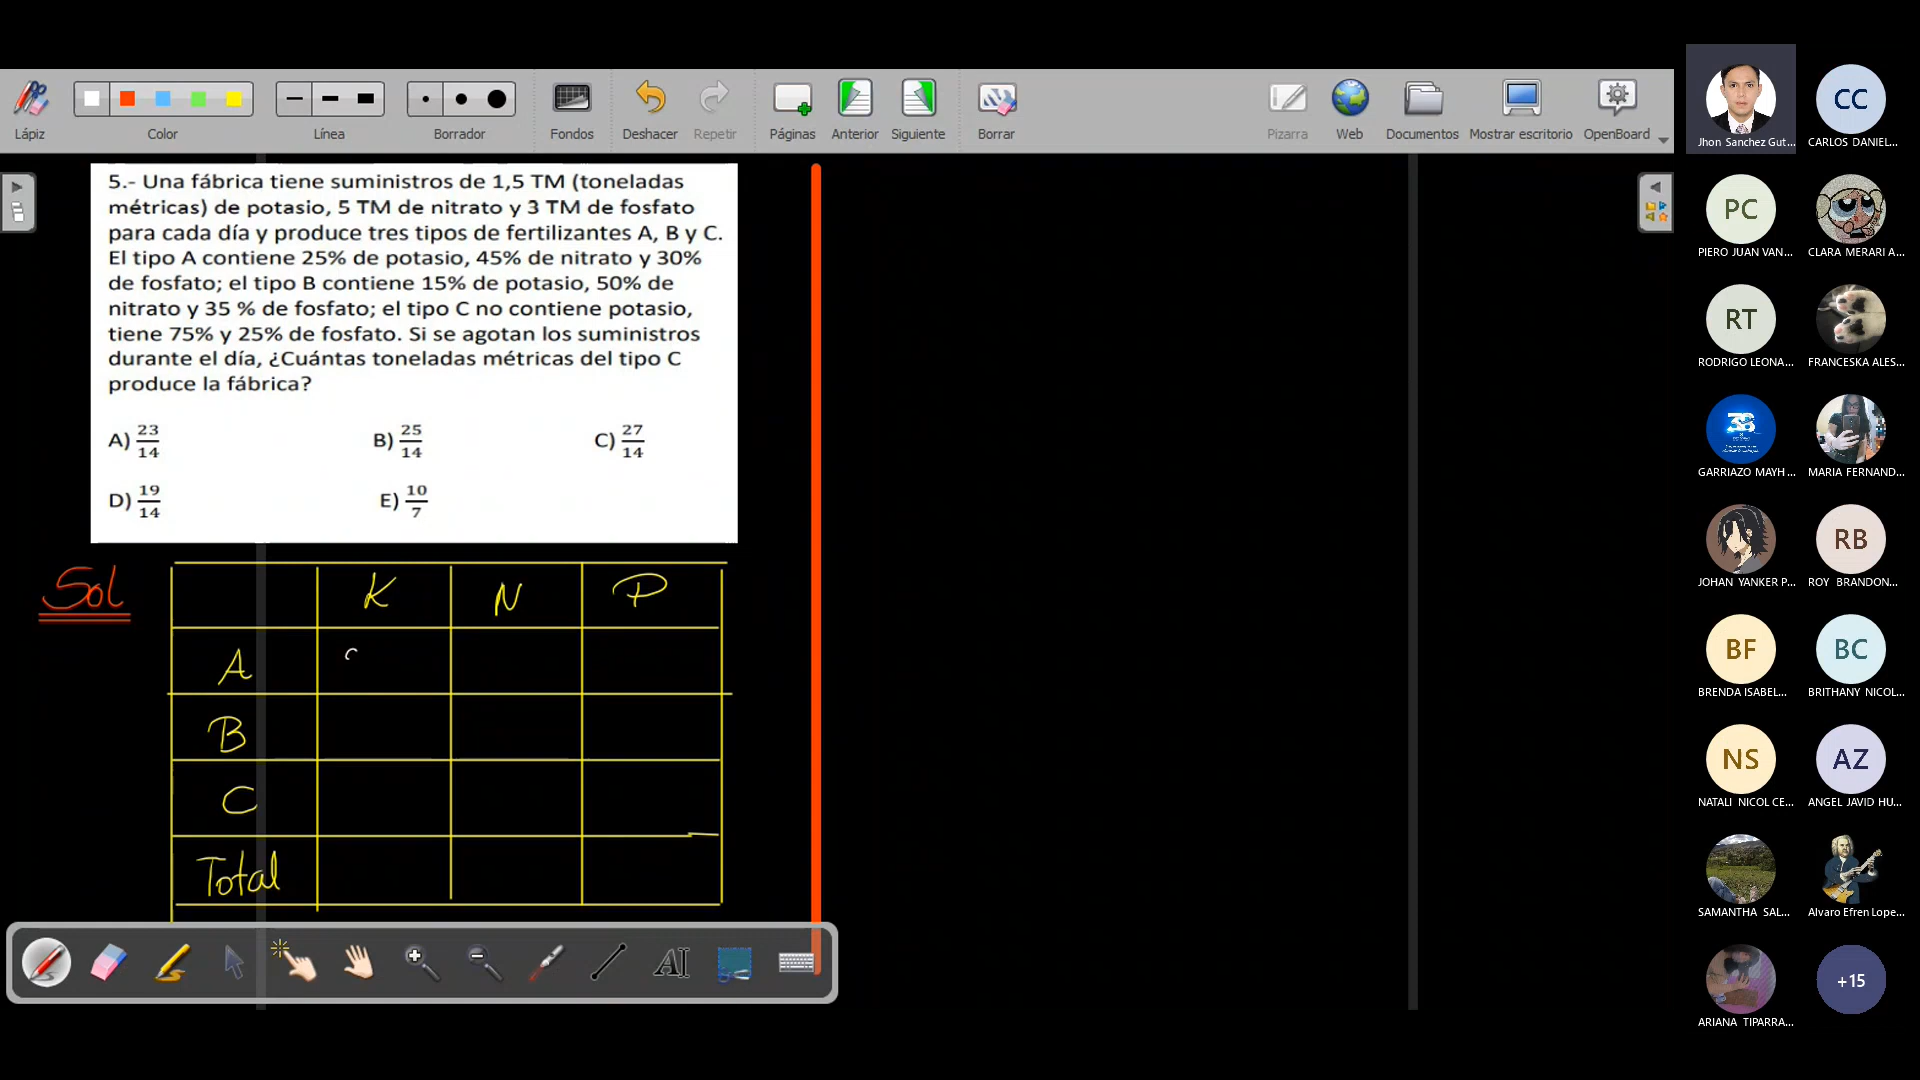 Lápiz
Color
Línea
Borrador
Fondos
Deshacer
Repetir
Páginas
Anterior
Siguiente
Borrar
Pizarra
Web
Documentos
Mostrar escritorio
OpenBoard
5.- Una fábrica tiene suministros de 1,5 TM (toneladas
métricas) de potasio, 5 TM de nitrato y 3 TM de fosfato
para cada día y produce tres tipos de fertilizantes A, B y C.
El tipo A contiene 25% de potasio, 45% de nitrato y 30%
de fosfato; el tipo B contiene 15% de potasio, 50% de
nitrato y 35 % de fosfato; el tipo C no contiene potasio,
tiene 75% y 25% de fosfato. Si se agotan los suministros
durante el día, ¿Cuántas toneladas métricas del tipo C
produce la fábrica?
A) 23/14 B) 25/14 C) 27/14
D) 19/14 E) 10/7
Sol
K N P
A
B
C
Total
AI
Jhon Sanchez Gut...
CC
CARLOS DANIEL...
PC
PIERO JUAN VAN...
CLARA MERARI A...
RT
RODRIGO LEONA...
FRANCESKA ALES...
38
GARRIAZO MAYH...
MARIA FERNAND...
JOHAN YANKER P...
RB
ROY BRANDON...
BF
BRENDA ISABEL...
BC
BRITHANY NICOL...
NS
NATALI NICOL CE...
AZ
ANGEL JAVID HU...
SAMANTHA SAL...
Alvaro Efren Lope...
ARIANA TIPARRA...
+15